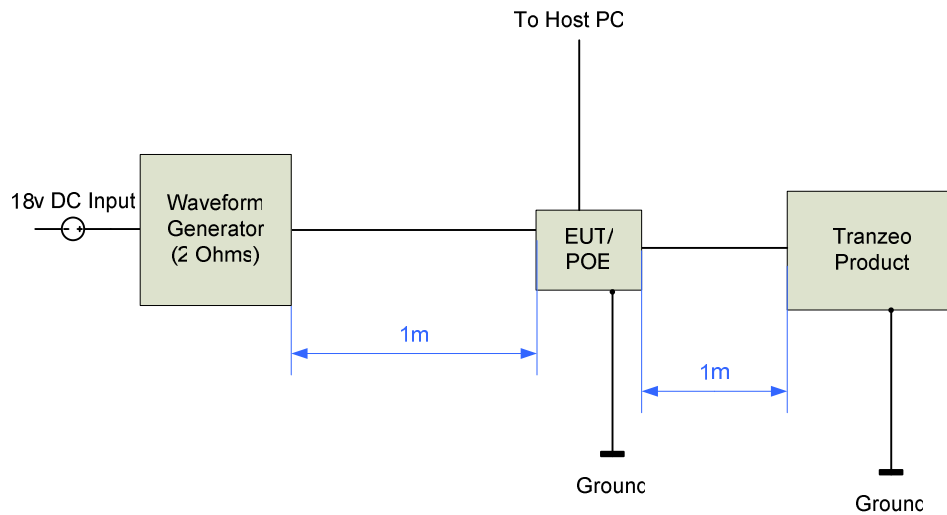 To Host PC
18v DC Input
Waveform
Generator
(2 Ohms)
EUT/
POE
Tranzeo
Product
1m
1m
Ground
Ground